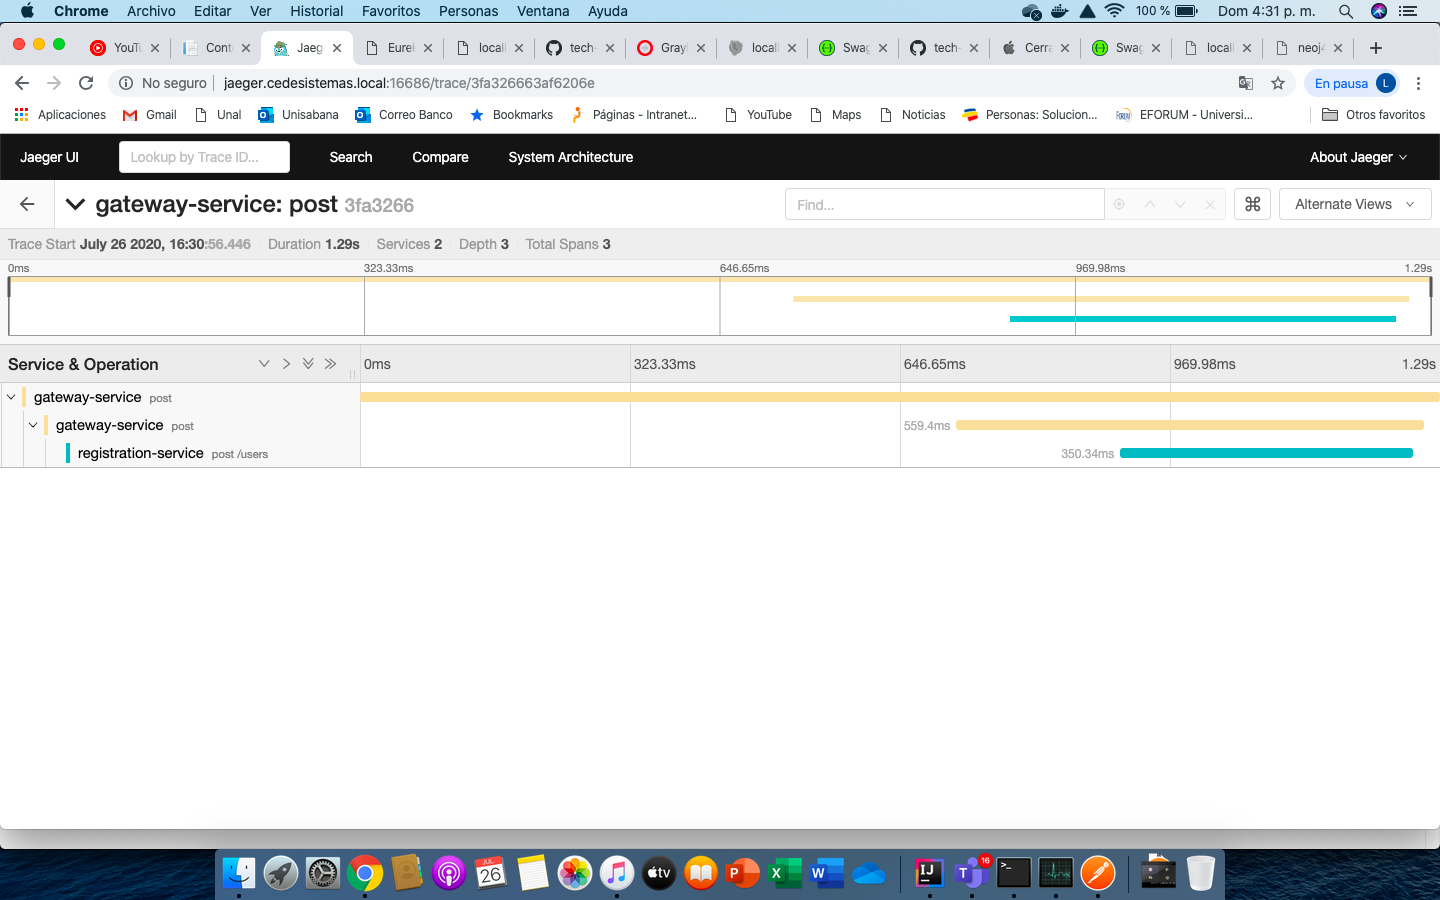 Chrome Archivo Editar Ver Historial Favoritos Personas Ventana Ayuda 100 % Dom 4:31 p. m.
YouTu Cont Jaeg Eurek locall tech- Grayl locall Swag tech- Cerra Swag locall neo4j
No seguro jaeger.cedesistemas.local:16686/trace/3fa326663af6206e En pausa L
Aplicaciones Gmail Unal Unisabana Correo Banco Bookmarks Páginas - Intranet... YouTube Maps Noticias Personas: Solucion... EFORUM - Universi... Otros favoritos
Jaeger UI Lookup by Trace ID... Search Compare System Architecture About Jaeger
gateway-service: post 3fa3266 Find... ⌘ Alternate Views
Trace Start July 26 2020, 16:30:56.446 Duration 1.29s Services 2 Depth 3 Total Spans 3
0ms 323.33ms 646.65ms 969.98ms 1.29s
Service & Operation 0ms 323.33ms 646.65ms 969.98ms 1.29s
gateway-service post
gateway-service post 559.4ms
registration-service post /users 350.34ms
JUL 26 tv P X W IJ T 16 >_